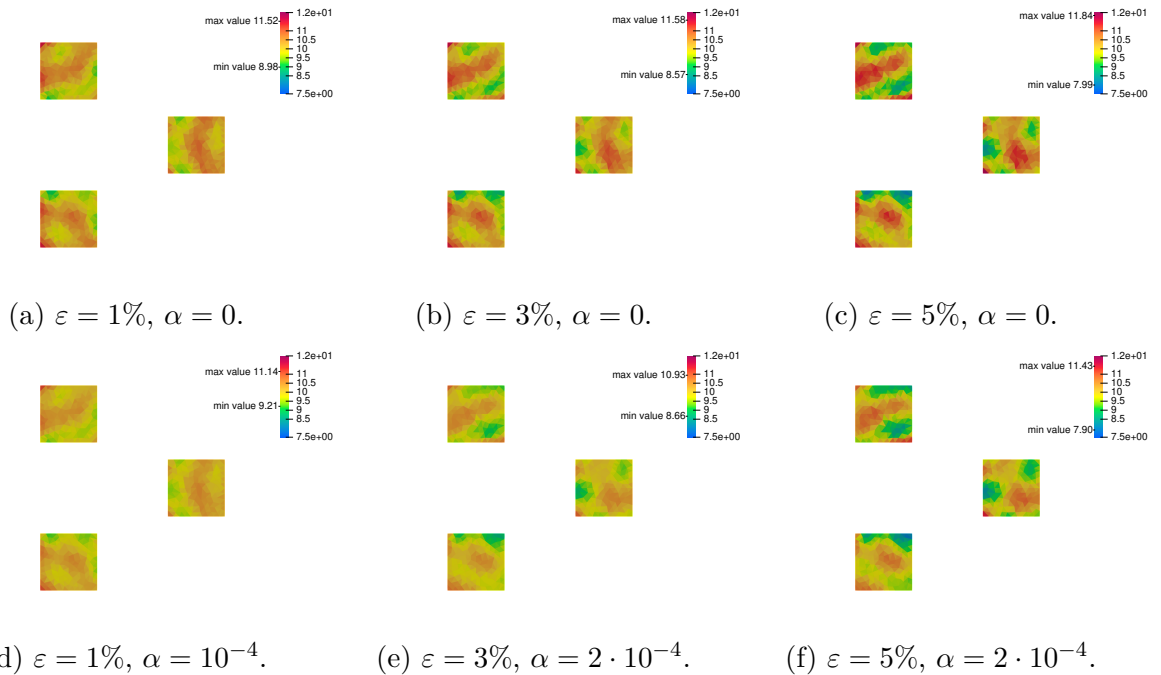 max value 11.52
1.2e+01
11
10.5
10
9.5
9
8.5
7.5e+00
min value 8.98
max value 11.58
1.2e+01
11
10.5
10
9.5
9
8.5
7.5e+00
min value 8.57
max value 11.84
1.2e+01
11
10.5
10
9.5
9
8.5
7.5e+00
min value 7.99
(a) ε = 1%, α = 0.
(b) ε = 3%, α = 0.
(c) ε = 5%, α = 0.
max value 11.14
1.2e+01
11
10.5
10
9.5
9
8.5
7.5e+00
min value 9.21
max value 10.93
1.2e+01
11
10.5
10
9.5
9
8.5
7.5e+00
min value 8.66
max value 11.43
1.2e+01
11
10.5
10
9.5
9
8.5
7.5e+00
min value 7.90
d) ε = 1%, α = 10⁻⁴.
(e) ε = 3%, α = 2 · 10⁻⁴.
(f) ε = 5%, α = 2 · 10⁻⁴.